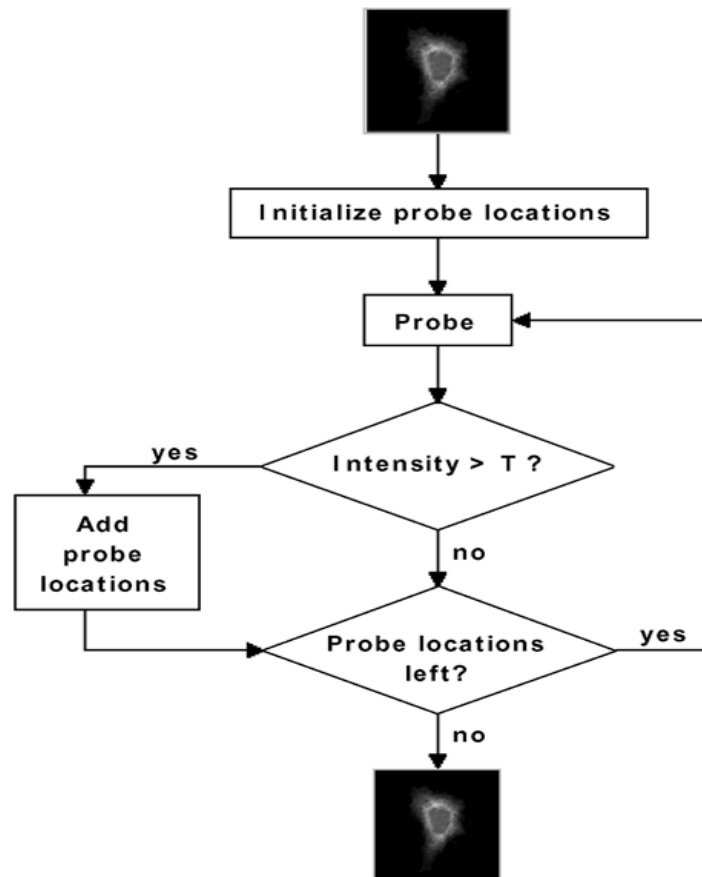 Initialize probe locations
Probe
Intensity > T ?
yes
Add
probe
locations
no
Probe locations
left?
yes
no